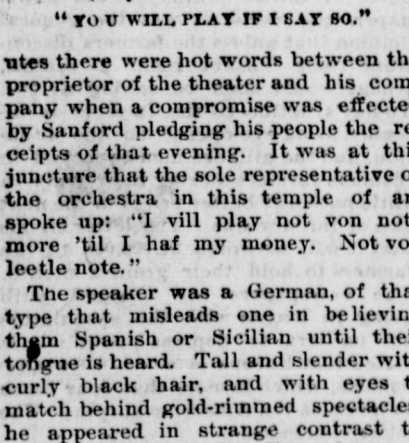 "YOU WILL PLAY IF I SAY SO."
utes there were hot words between th
proprietor of the theater and his com
pany when a compromise was effecte
by Sanford pledging his people the re
ceipts of that evening. It was at thi
juncture that the sole representative o
the orchestra in this temple of ar
spoke up: "I vill play not von not
more 'til I haf my money. Not vo
leetle note."
The speaker was a German, of tha
type that misleads one in believin
them Spanish or Sicilian until thei
tongue is heard. Tall and slender wit
curly black hair, and with eyes t
match behind gold-rimmed spectacle
he appeared in strange contrast t